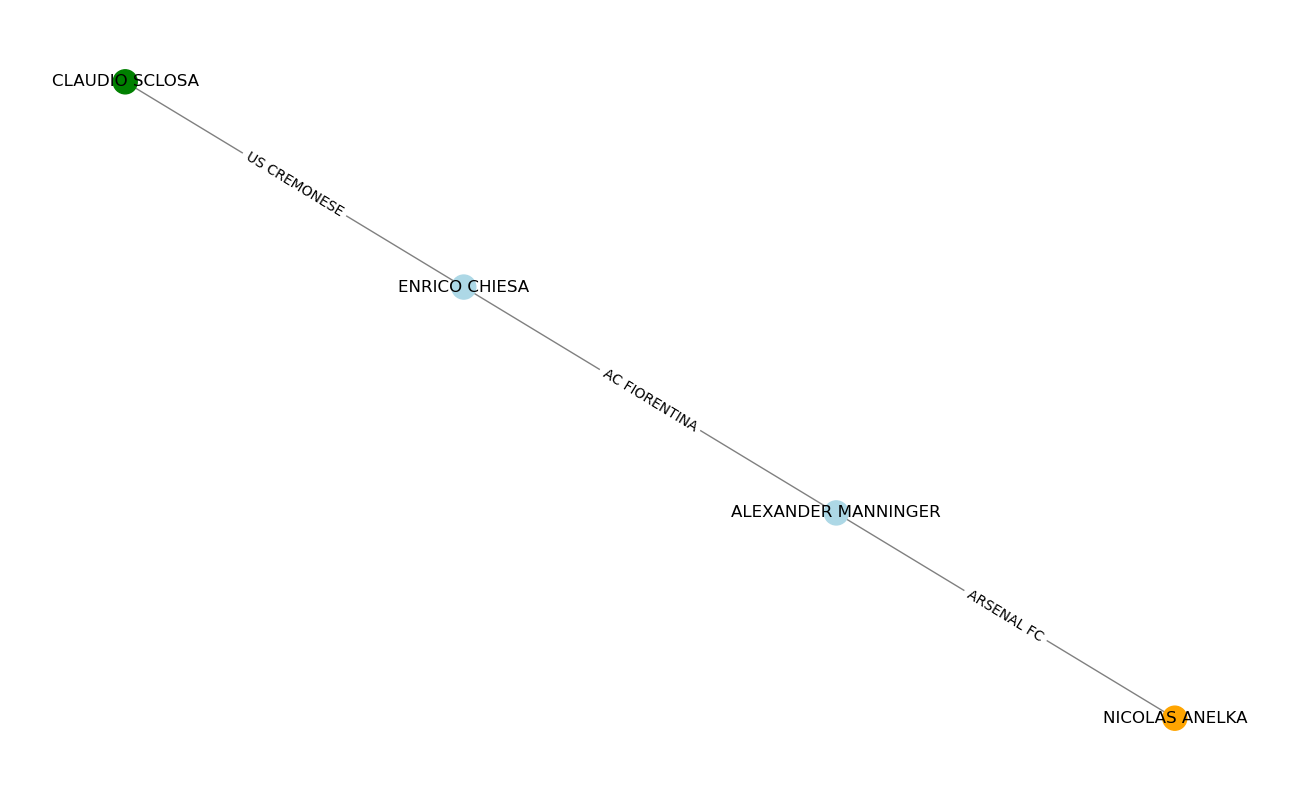 CLAUDIO SCLOSA
US CREMONESE
ENRICO CHIESA
AC FIORENTINA
ALEXANDER MANNINGER
ARSENAL FC
NICOLAS ANELKA